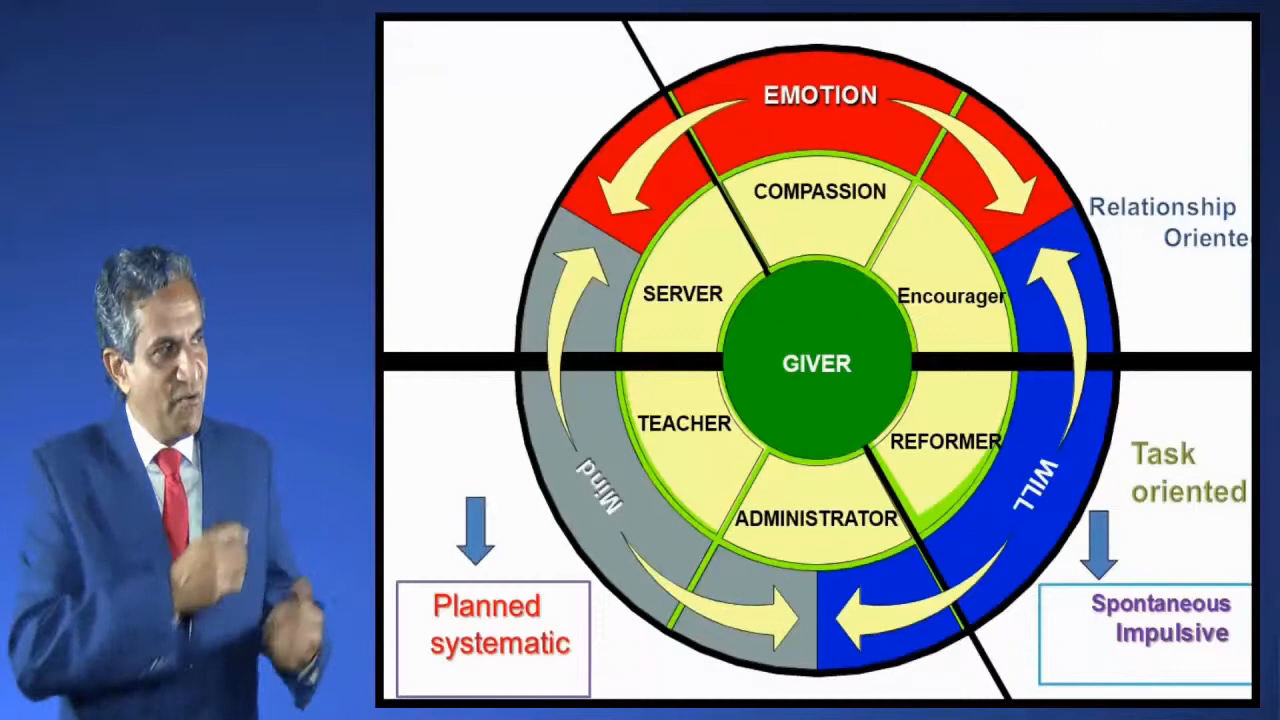 EMOTION
COMPASSION
Relationship
Oriente
SERVER
Encourager
GIVER
TEACHER
REFORMER
Mind
WILL
Task
oriented
ADMINISTRATOR
Planned
systematic
Spontaneous
Impulsive